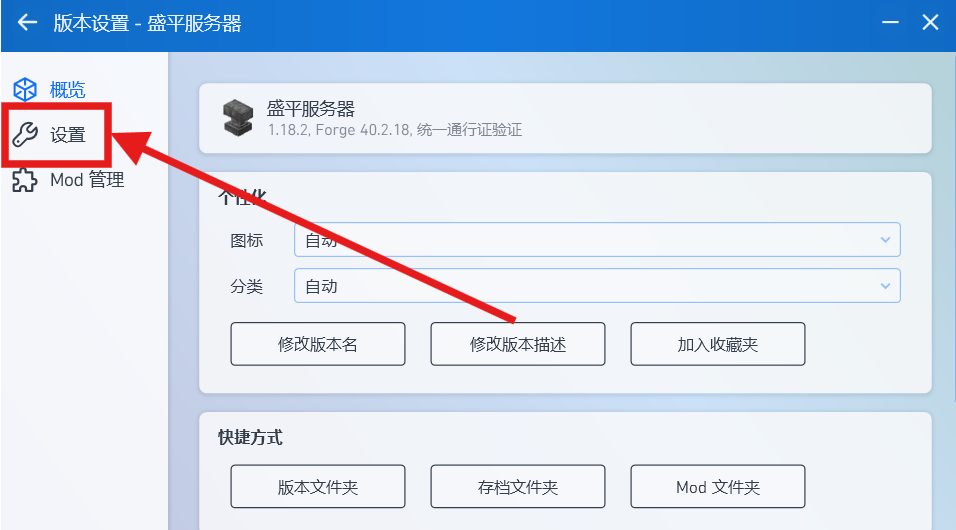 版本设置 - 盛平服务器
概览
设置
Mod 管理
盛平服务器
1.18.2, Forge 40.2.18, 统一通行证验证
个性化
图标 自动
分类 自动
修改版本名 修改版本描述 加入收藏夹
快捷方式
版本文件夹 存档文件夹 Mod 文件夹